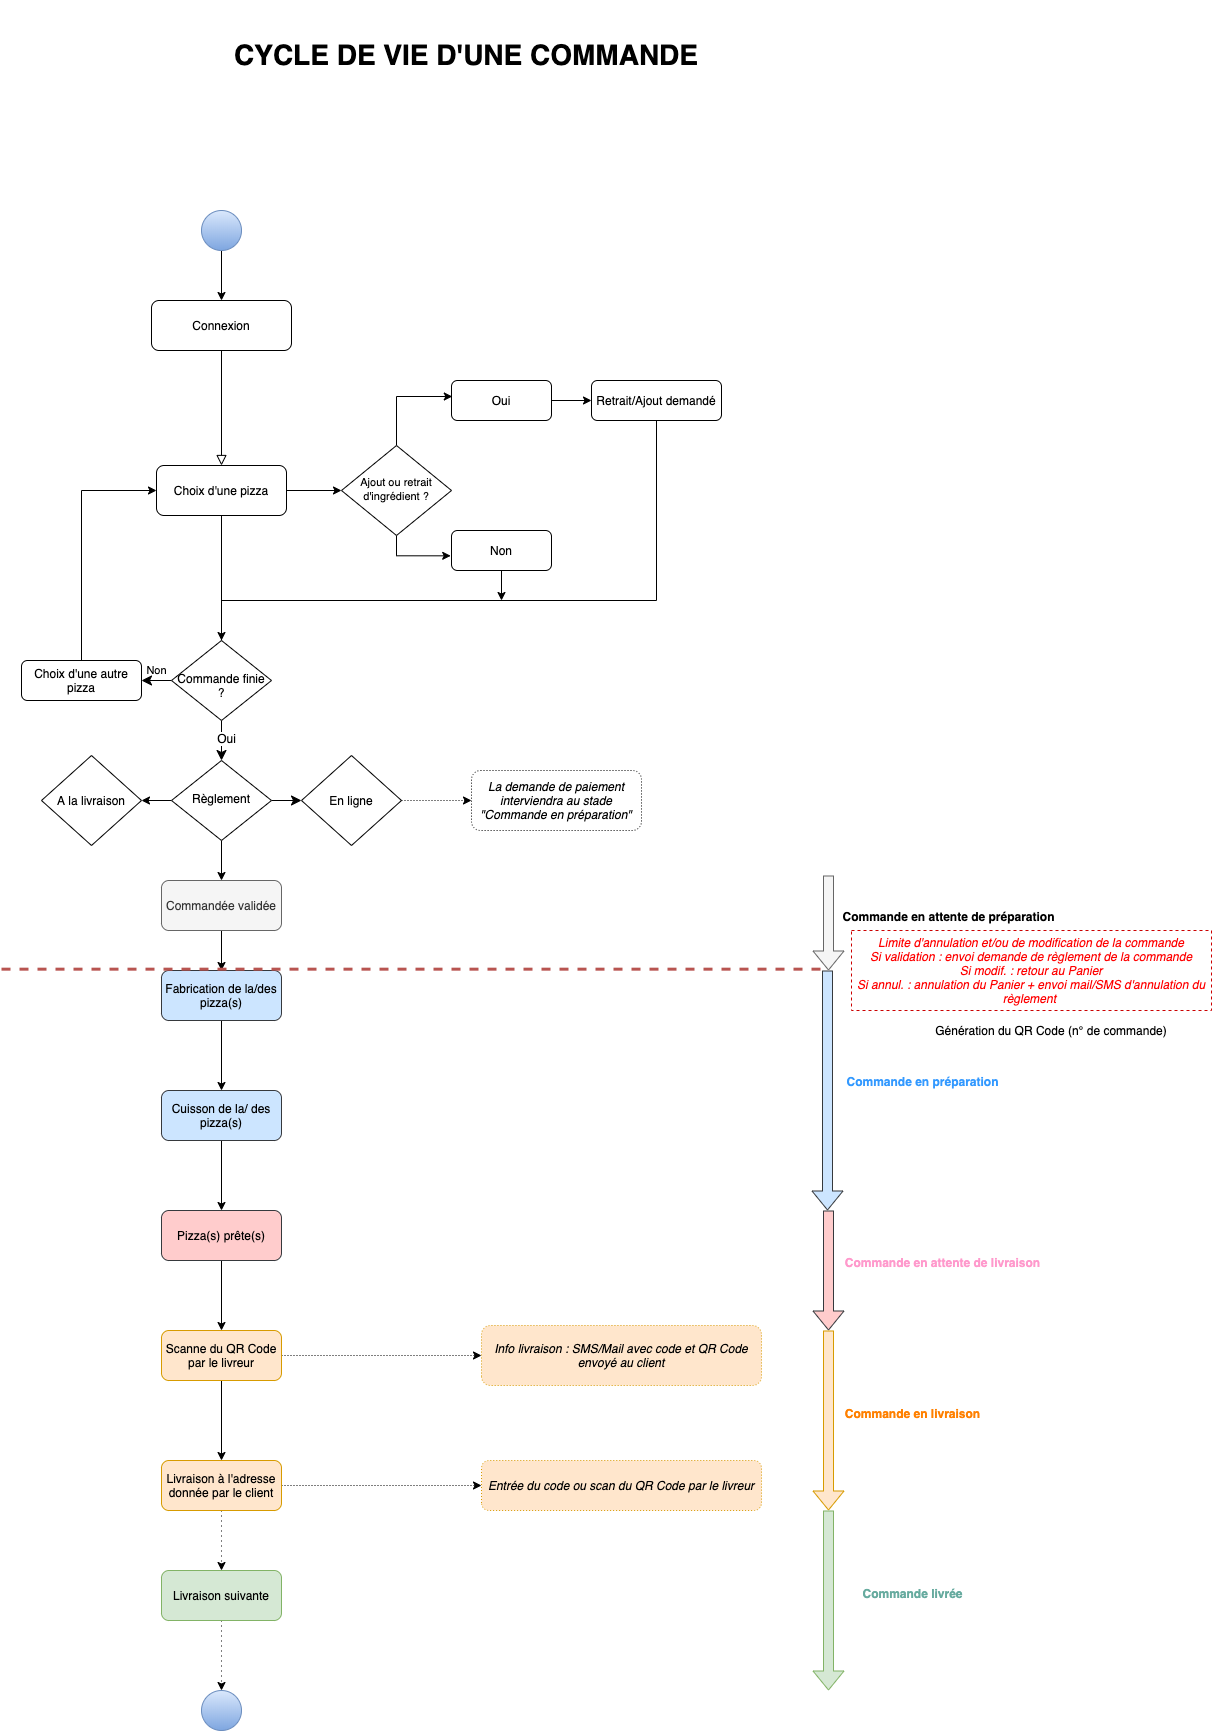 CYCLE DE VIE D'UNE COMMANDE
Connexion
Oui
Retrait/Ajout demandé
Choix d'une pizza
Ajout ou retrait
d'ingrédient ?
Non
Choix d'une autre
pizza
Non
Commande finie
?
Oui
A la livraison
Règlement
En ligne
La demande de paiement
interviendra au stade
"Commande en préparation"
Commandée validée
Commande en attente de préparation
Limite d'annulation et/ou de modification de la commande
Si validation : envoi demande de règlement de la commande
Si modif. : retour au Panier
Si annul. : annulation du Panier + envoi mail/SMS d'annulation du
règlement
Fabrication de la/des
pizza(s)
Génération du QR Code (n° de commande)
Commande en préparation
Cuisson de la/ des
pizza(s)
Pizza(s) prête(s)
Commande en attente de livraison
Scanne du QR Code
par le livreur
Info livraison : SMS/Mail avec code et QR Code
envoyé au client
Commande en livraison
Livraison à l'adresse
donnée par le client
Entrée du code ou scan du QR Code par le livreur
Livraison suivante
Commande livrée